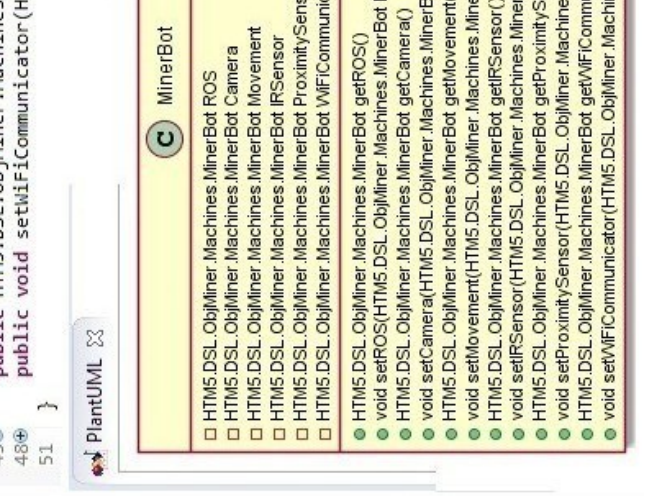 public
48 public void setWiFiCommunicator(H
51 }
PlantUML
C MinerBot
HTM5.DSL.ObjMiner.Machines.MinerBot ROS
HTM5.DSL.ObjMiner.Machines.MinerBot Camera
HTM5.DSL.ObjMiner.Machines.MinerBot Movement
HTM5.DSL.ObjMiner.Machines.MinerBot IRSensor
HTM5.DSL.ObjMiner.Machines.MinerBot ProximitySens
HTM5.DSL.ObjMiner.Machines.MinerBot WiFiCommuni
HTM5.DSL.ObjMiner.Machines.MinerBot getROS()
void setROS(HTM5.DSL.ObjMiner.Machines.MinerBot
HTM5.DSL.ObjMiner.Machines.MinerBot getCamera()
void setCamera(HTM5.DSL.ObjMiner.Machines.MinerB
HTM5.DSL.ObjMiner.Machines.MinerBot getMovement
void setMovement(HTM5.DSL.ObjMiner.Machines.Mine
HTM5.DSL.ObjMiner.Machines.MinerBot getIRSensor()
void setIRSensor(HTM5.DSL.ObjMiner.Machines.Miner
HTM5.DSL.ObjMiner.Machines.MinerBot getProximityS
void setProximitySensor(HTM5.DSL.ObjMiner.Machine
HTM5.DSL.ObjMiner.Machines.MinerBot getWiFiComm
void setWiFiCommunicator(HTM5.DSL.ObjMiner.Machi